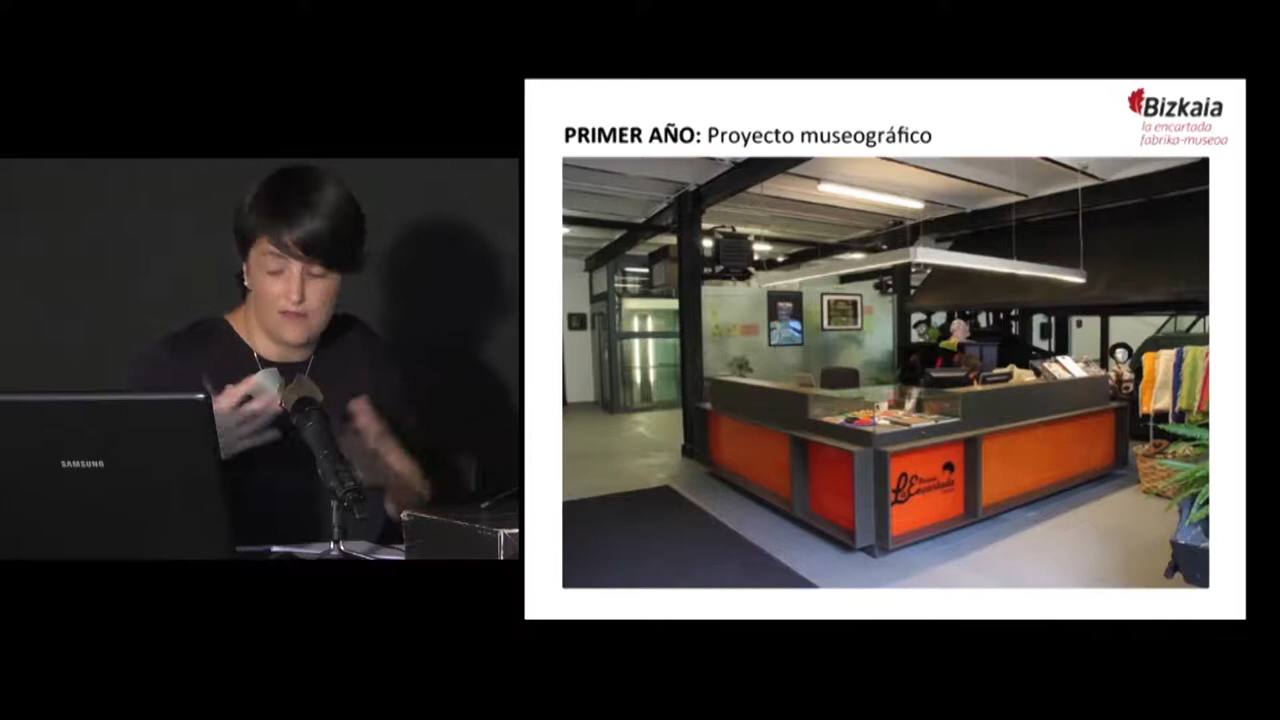 Bizkaia
la encartada
fabrika-museoa
PRIMER AÑO: Proyecto museográfico
La Encartada
SAMSUNG